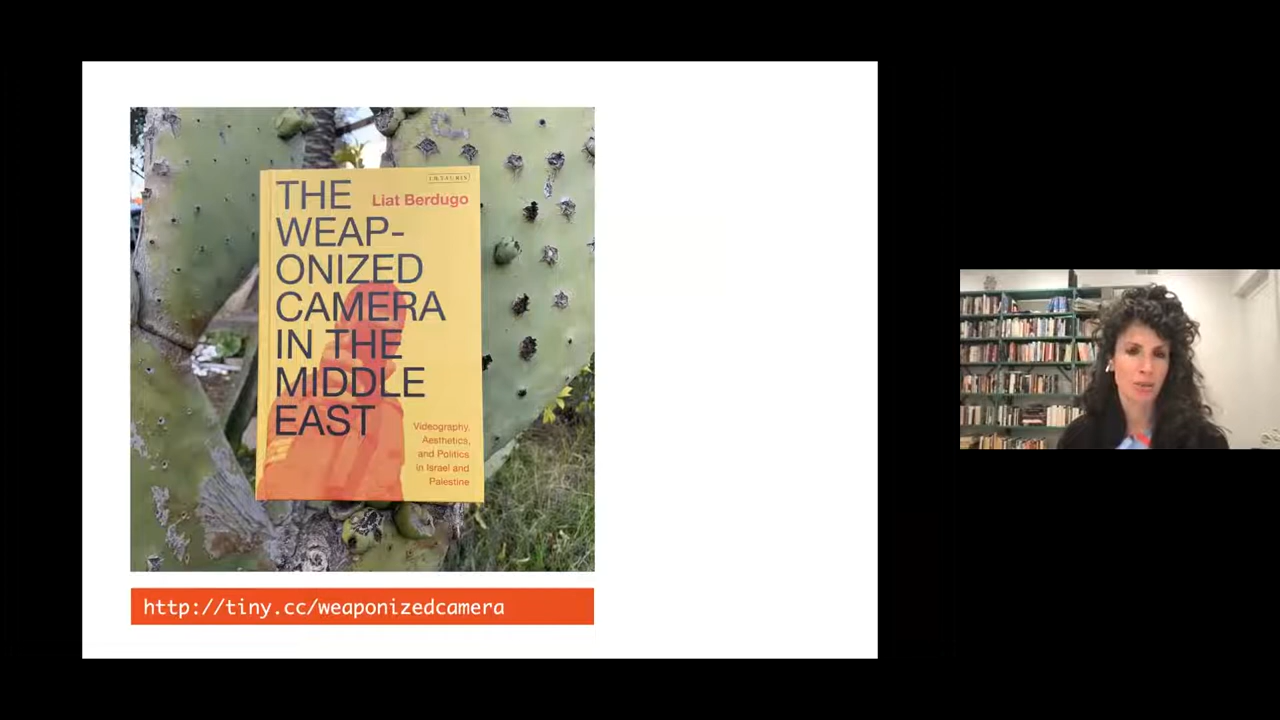 I.B.TAURIS
THE
Liat Berdugo
WEAP-
ONIZED
CAMERA
IN THE
MIDDLE
EAST
Videography,
Aesthetics,
and Politics
in Israel and
Palestine
http://tiny.cc/weaponizedcamera